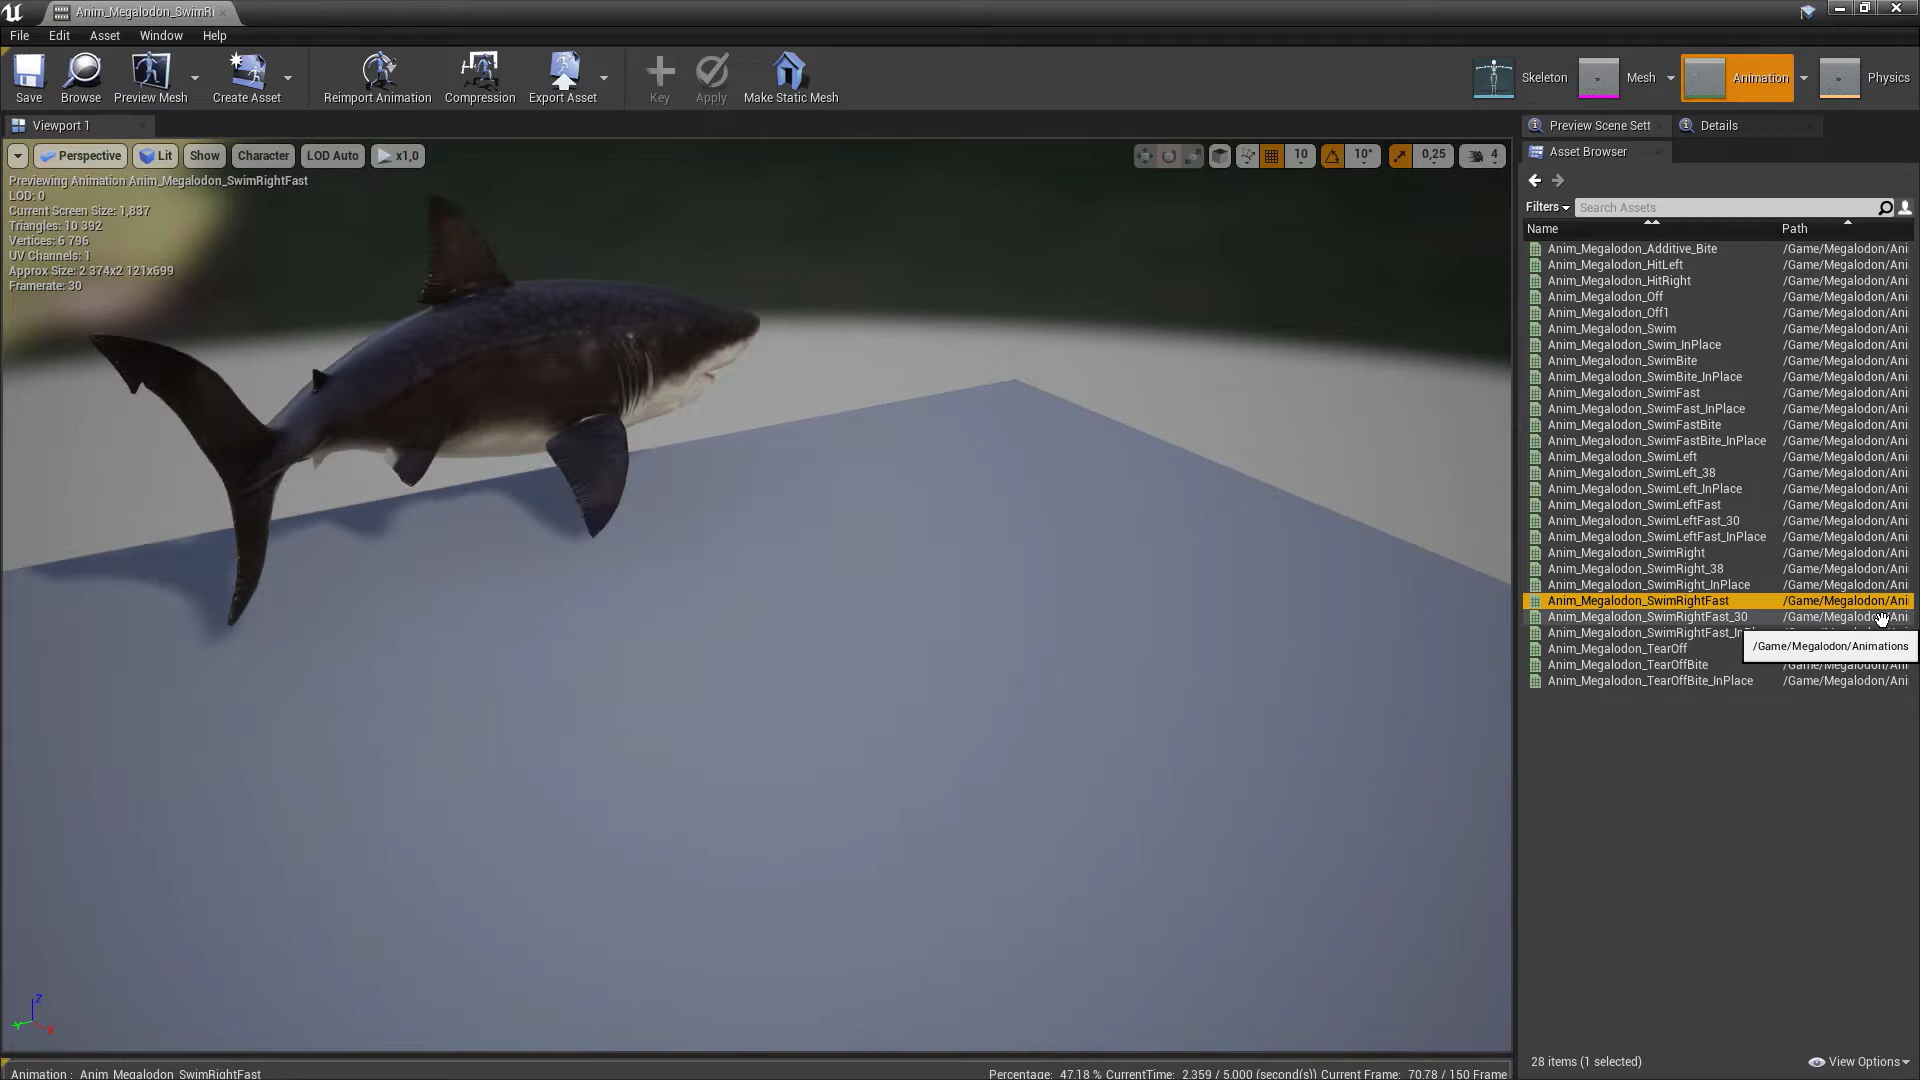 Anim_Megalodon_SwimRi
File Edit Asset Window Help
Save Browse Preview Mesh Create Asset Reimport Animation Compression Export Asset Key Apply Make Static Mesh Skeleton Mesh Animation Physics
Viewport 1 Preview Scene Sett Details
Perspective Lit Show Character LOD Auto x1,0 10 10° 0,25 4
Previewing Animation Anim_Megalodon_SwimRightFast
LOD: 0
Current Screen Size: 1,837
Triangles: 10 392
Vertices: 6 796
UV Channels: 1
Approx Size: 2 374x2 121x699
Framerate: 30
Asset Browser
Filters Search Assets
Name Path
Anim_Megalodon_Additive_Bite /Game/Megalodon/Ani
Anim_Megalodon_HitLeft /Game/Megalodon/Ani
Anim_Megalodon_HitRight /Game/Megalodon/Ani
Anim_Megalodon_Off /Game/Megalodon/Ani
Anim_Megalodon_Off1 /Game/Megalodon/Ani
Anim_Megalodon_Swim /Game/Megalodon/Ani
Anim_Megalodon_Swim_InPlace /Game/Megalodon/Ani
Anim_Megalodon_SwimBite /Game/Megalodon/Ani
Anim_Megalodon_SwimBite_InPlace /Game/Megalodon/Ani
Anim_Megalodon_SwimFast /Game/Megalodon/Ani
Anim_Megalodon_SwimFast_InPlace /Game/Megalodon/Ani
Anim_Megalodon_SwimFastBite /Game/Megalodon/Ani
Anim_Megalodon_SwimFastBite_InPlace /Game/Megalodon/Ani
Anim_Megalodon_SwimLeft /Game/Megalodon/Ani
Anim_Megalodon_SwimLeft_38 /Game/Megalodon/Ani
Anim_Megalodon_SwimLeft_InPlace /Game/Megalodon/Ani
Anim_Megalodon_SwimLeftFast /Game/Megalodon/Ani
Anim_Megalodon_SwimLeftFast_30 /Game/Megalodon/Ani
Anim_Megalodon_SwimLeftFast_InPlace /Game/Megalodon/Ani
Anim_Megalodon_SwimRight /Game/Megalodon/Ani
Anim_Megalodon_SwimRight_38 /Game/Megalodon/Ani
Anim_Megalodon_SwimRight_InPlace /Game/Megalodon/Ani
Anim_Megalodon_SwimRightFast /Game/Megalodon/Ani
Anim_Megalodon_SwimRightFast_30 /Game/Megalodon/Ani
Anim_Megalodon_SwimRightFast_In
/Game/Megalodon/Animations
Anim_Megalodon_TearOff
Anim_Megalodon_TearOffBite /Game/Megalodon/Ani
Anim_Megalodon_TearOffBite_InPlace /Game/Megalodon/Ani
Z
28 items (1 selected) View Options
Animation : Anim_Megalodon_SwimRightFast Percentage: 47.18 % CurrentTime: 2.359 / 5.000 (second(s)) Current Frame: 70.78 / 150 Frame